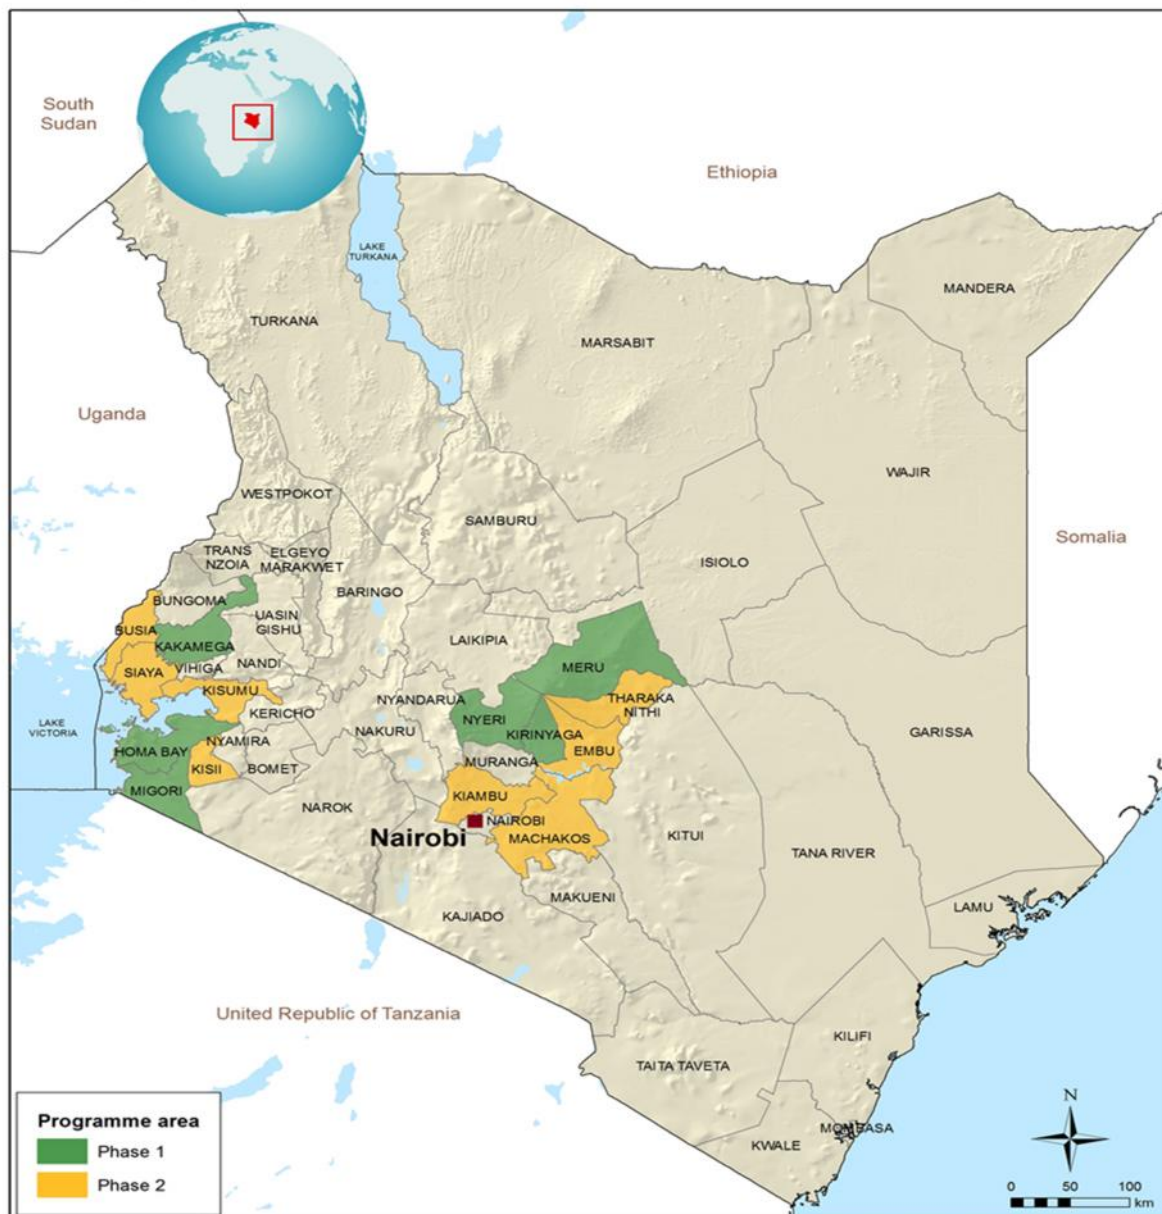 South
Sudan
Ethiopia
LAKE
TURKANA
MANDERA
TURKANA
MARSABIT
Uganda
WAJIR
WESTPOKOT
SAMBURU
Somalia
TRANS
NZOIA
ELGEYO
MARAKWET
ISIOLO
BARINGO
BUNGOMA
UASIN
GISHU
BUSIA
KAKAMEGA
LAIKIPIA
MERU
SIAYA
VIHIGA
NANDI
KISUMU
NYANDARUA
THARAKA
NITHI
KERICHO
NYERI
LAKE
VICTORIA
NAKURU
KIRINYAGA
GARISSA
HOMA BAY
NYAMIRA
EMBU
MURANGA
KISII
BOMET
MIGORI
KIAMBU
NAROK
NAIROBI
Nairobi
MACHAKOS
KITUI
TANA RIVER
MAKUENI
LAMU
KAJIADO
United Republic of Tanzania
KILIFI
TAITA TAVETA
MOMBASA
KWALE
Programme area
Phase 1
Phase 2
N
0 50 100
km